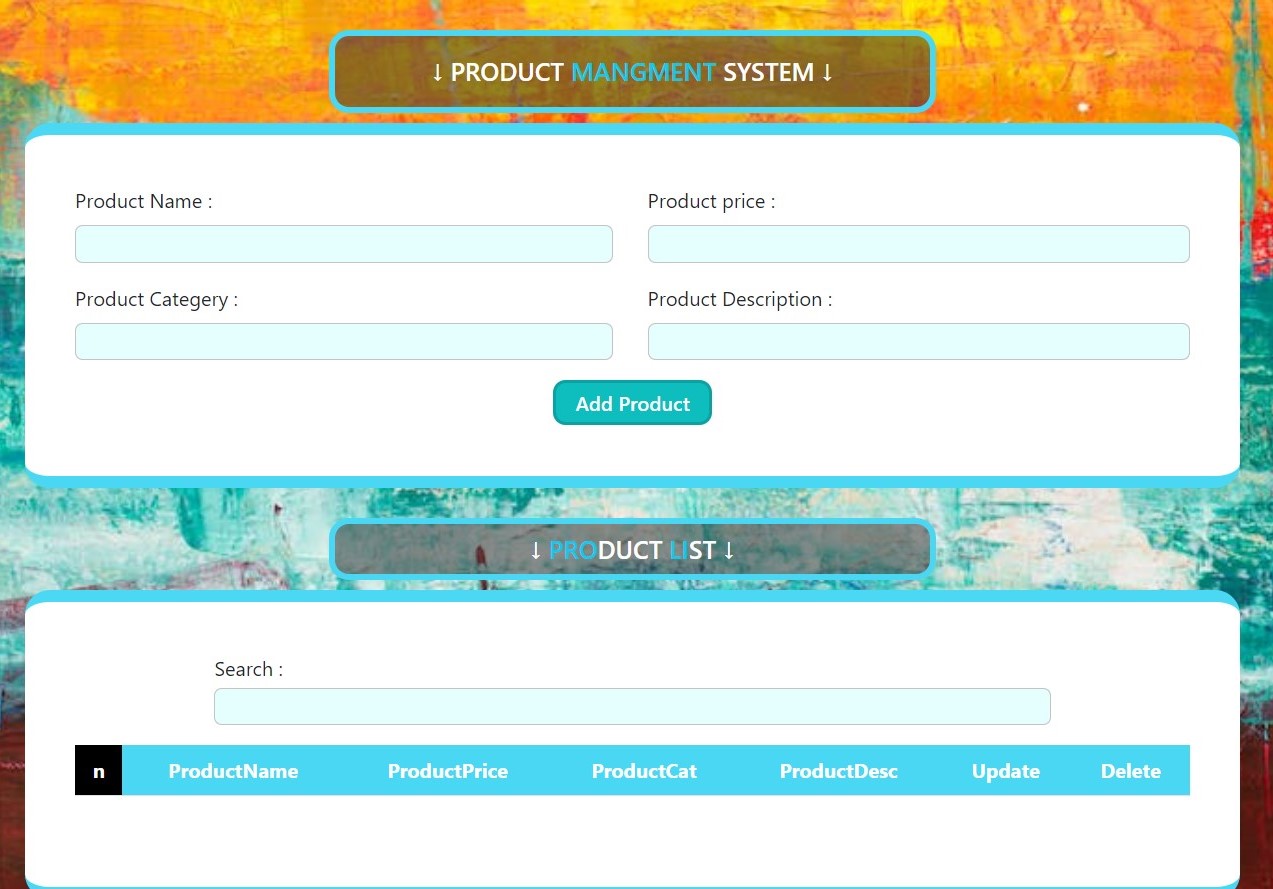 ↓ PRODUCT MANGMENT SYSTEM ↓
Product Name :
Product price :
Product Categery :
Product Description :
Add Product
↓ PRODUCT LIST ↓
Search :
n ProductName ProductPrice ProductCat ProductDesc Update Delete